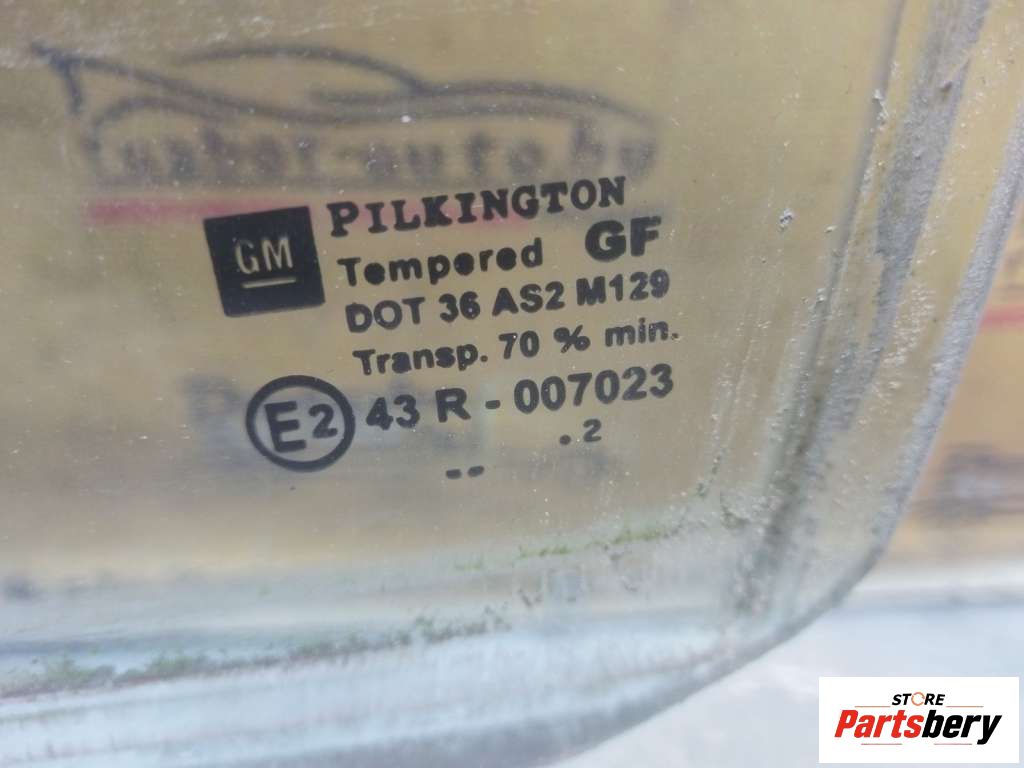 PILKINGTON
GM
Tempered GF
DOT 36 AS2 M129
Transp. 70 % min.
E2 43 R - 007023
. 2
--
STORE
Partsbery